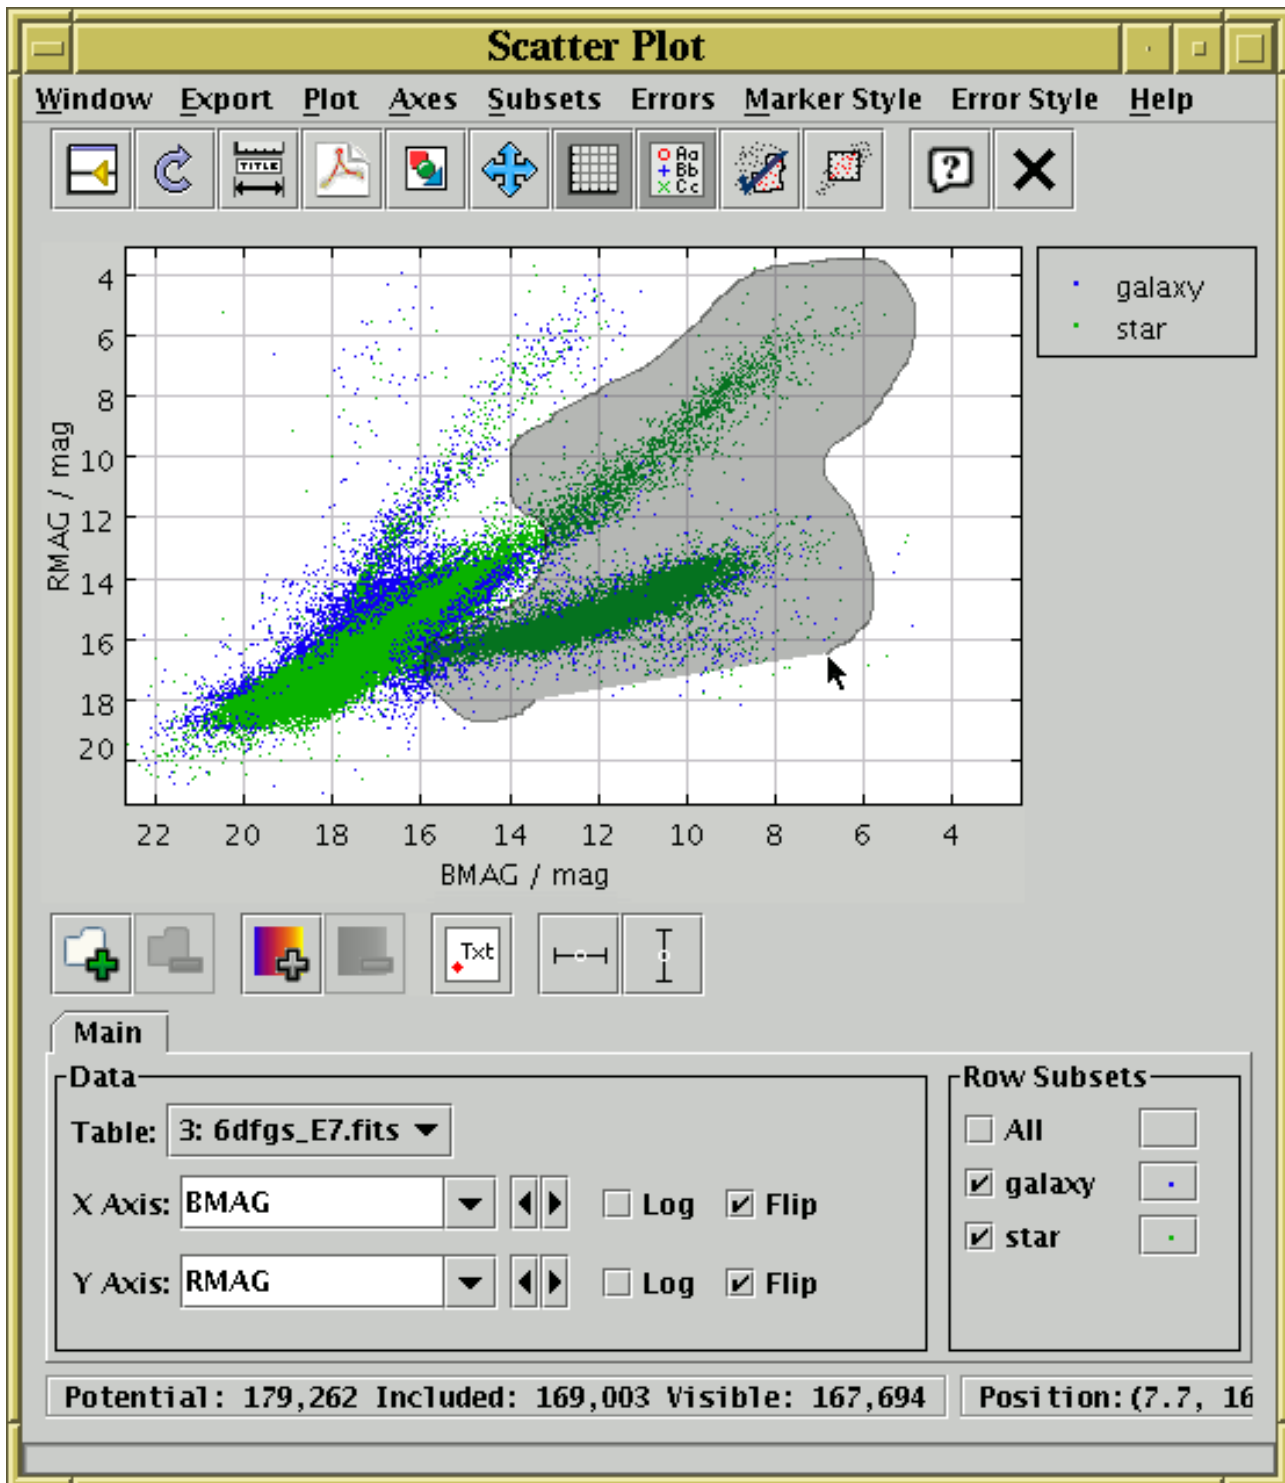 Scatter Plot
Window Export Plot Axes Subsets Errors Marker Style Error Style Help
TITLE
Aa
Bb
Cc
?
galaxy
star
4
6
8
10
12
14
16
18
20
RMAG / mag
22 20 18 16 14 12 10 8 6 4
BMAG / mag
Txt
Main
Data
Table: 3: 6dfgs_E7.fits
X Axis: BMAG Log Flip
Y Axis: RMAG Log Flip
Row Subsets
All
galaxy
star
Potential: 179,262 Included: 169,003 Visible: 167,694
Position: (7.7, 16